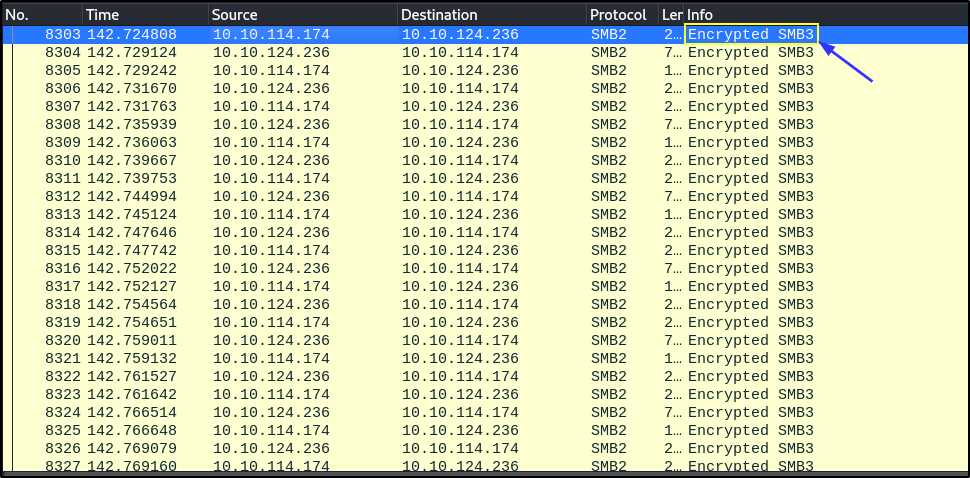 No. Time Source Destination Protocol Ler Info
8303 142.724808 10.10.114.174 10.10.124.236 SMB2 2… Encrypted SMB3
8304 142.729124 10.10.124.236 10.10.114.174 SMB2 7… Encrypted SMB3
8305 142.729242 10.10.114.174 10.10.124.236 SMB2 1… Encrypted SMB3
8306 142.731670 10.10.124.236 10.10.114.174 SMB2 2… Encrypted SMB3
8307 142.731763 10.10.114.174 10.10.124.236 SMB2 2… Encrypted SMB3
8308 142.735939 10.10.124.236 10.10.114.174 SMB2 7… Encrypted SMB3
8309 142.736063 10.10.114.174 10.10.124.236 SMB2 1… Encrypted SMB3
8310 142.739667 10.10.124.236 10.10.114.174 SMB2 2… Encrypted SMB3
8311 142.739753 10.10.114.174 10.10.124.236 SMB2 2… Encrypted SMB3
8312 142.744994 10.10.124.236 10.10.114.174 SMB2 7… Encrypted SMB3
8313 142.745124 10.10.114.174 10.10.124.236 SMB2 1… Encrypted SMB3
8314 142.747646 10.10.124.236 10.10.114.174 SMB2 2… Encrypted SMB3
8315 142.747742 10.10.114.174 10.10.124.236 SMB2 2… Encrypted SMB3
8316 142.752022 10.10.124.236 10.10.114.174 SMB2 7… Encrypted SMB3
8317 142.752127 10.10.114.174 10.10.124.236 SMB2 1… Encrypted SMB3
8318 142.754564 10.10.124.236 10.10.114.174 SMB2 2… Encrypted SMB3
8319 142.754651 10.10.114.174 10.10.124.236 SMB2 2… Encrypted SMB3
8320 142.759011 10.10.124.236 10.10.114.174 SMB2 7… Encrypted SMB3
8321 142.759132 10.10.114.174 10.10.124.236 SMB2 1… Encrypted SMB3
8322 142.761527 10.10.124.236 10.10.114.174 SMB2 2… Encrypted SMB3
8323 142.761642 10.10.114.174 10.10.124.236 SMB2 2… Encrypted SMB3
8324 142.766514 10.10.124.236 10.10.114.174 SMB2 7… Encrypted SMB3
8325 142.766648 10.10.114.174 10.10.124.236 SMB2 1… Encrypted SMB3
8326 142.769079 10.10.124.236 10.10.114.174 SMB2 2… Encrypted SMB3
8327 142.769160 10.10.114.174 10.10.124.236 SMB2 2… Encrypted SMB3